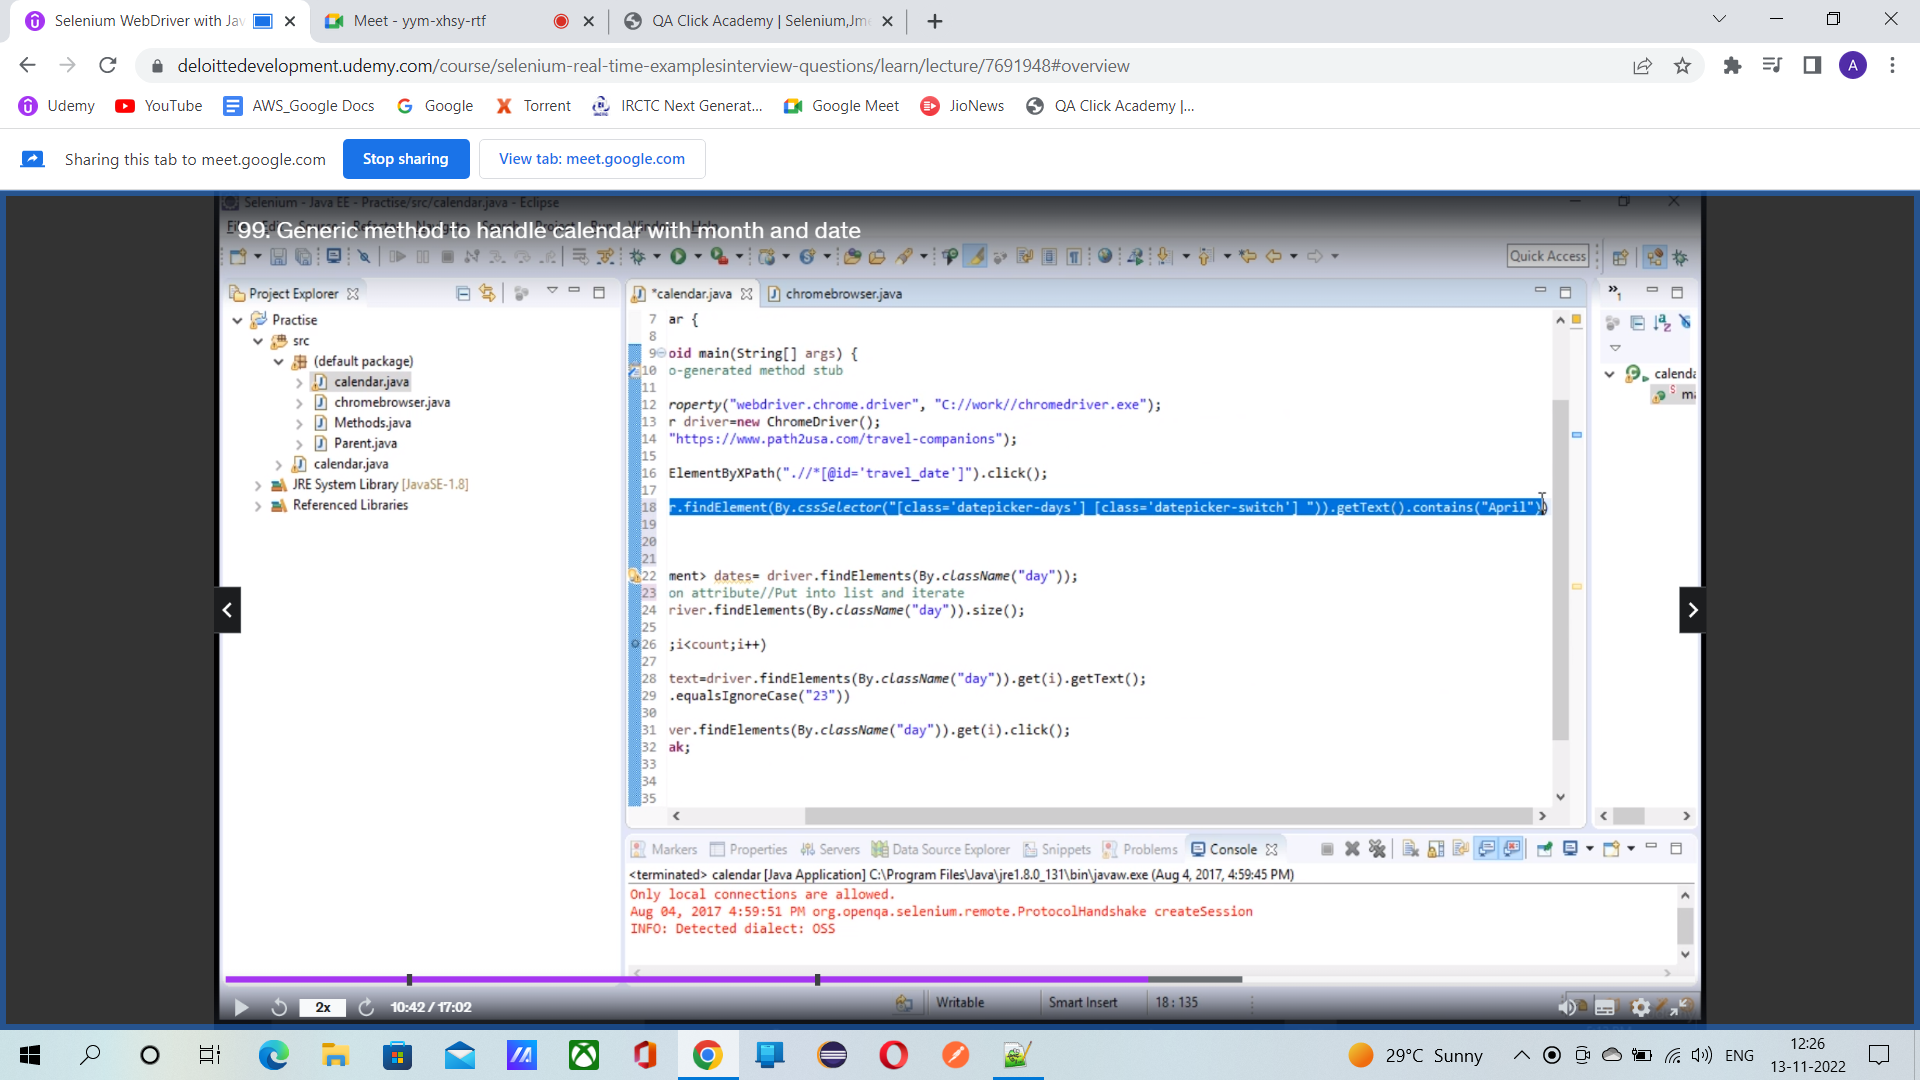 Selenium WebDriver with Jav
Meet - yym-xhsy-rtf
QA Click Academy | Selenium,Jme
deloittedevelopment.udemy.com/course/selenium-real-time-examplesinterview-questions/learn/lecture/7691948#overview
A
Udemy
YouTube
AWS_Google Docs
Google
Torrent
IRCTC Next Generat...
Google Meet
JioNews
QA Click Academy |...
Sharing this tab to meet.google.com
Stop sharing
View tab: meet.google.com
Selenium - Java EE - Practise/src/calendar.java - Eclipse
99. Generic method to handle calendar with month and date
Quick Access
Project Explorer
*calendar.java
chromebrowser.java
Practise
src
(default package)
calendar.java
chromebrowser.java
Methods.java
Parent.java
calendar.java
JRE System Library [JavaSE-1.8]
Referenced Libraries
7 ar {
8
9 oid main(String[] args) {
10 o-generated method stub
11
12 roperty("webdriver.chrome.driver", "C://work//chromedriver.exe");
13 r driver=new ChromeDriver();
14 "https://www.path2usa.com/travel-companions");
15
16 ElementByXPath(".//*[@id='travel_date']").click();
17
18 r.findElement(By.cssSelector("[class='datepicker-days'] [class='datepicker-switch'] ")).getText().contains("April"))
19
20
21
22 ment> dates= driver.findElements(By.className("day"));
23 on attribute//Put into list and iterate
24 river.findElements(By.className("day")).size();
25
26 ;i<count;i++)
27
28 text=driver.findElements(By.className("day")).get(i).getText();
29 .equalsIgnoreCase("23"))
30
31 ver.findElements(By.className("day")).get(i).click();
32 ak;
33
34
35
calenda
ma
Markers
Properties
Servers
Data Source Explorer
Snippets
Problems
Console
<terminated> calendar [Java Application] C:\Program Files\Java\jre1.8.0_131\bin\javaw.exe (Aug 4, 2017, 4:59:45 PM)
Only local connections are allowed.
Aug 04, 2017 4:59:51 PM org.openqa.selenium.remote.ProtocolHandshake createSession
INFO: Detected dialect: OSS
2x
10:42 / 17:02
Writable
Smart Insert
18 : 135
29°C Sunny
ENG
12:26
13-11-2022